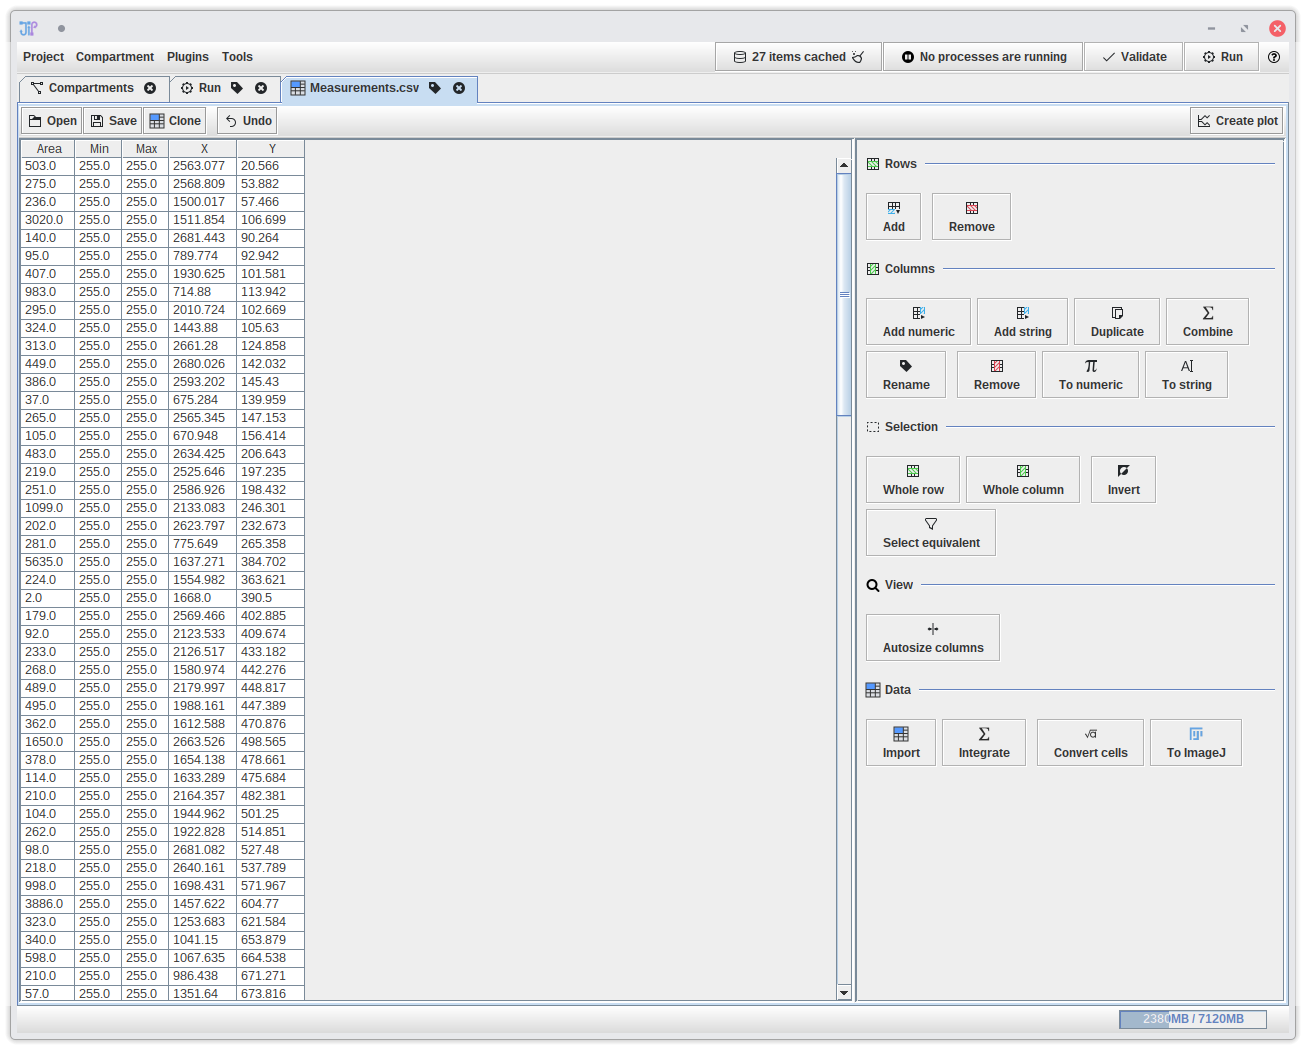 JIP
Project Compartment Plugins Tools 27 items cached No processes are running Validate Run
Compartments Run Measurements.csv
Open Save Clone Undo Create plot
Area Min Max X Y
503.0 255.0 255.0 2563.077 20.566
275.0 255.0 255.0 2568.809 53.882
236.0 255.0 255.0 1500.017 57.466
3020.0 255.0 255.0 1511.854 106.699
140.0 255.0 255.0 2681.443 90.264
95.0 255.0 255.0 789.774 92.942
407.0 255.0 255.0 1930.625 101.581
983.0 255.0 255.0 714.88 113.942
295.0 255.0 255.0 2010.724 102.669
324.0 255.0 255.0 1443.88 105.63
313.0 255.0 255.0 2661.28 124.858
449.0 255.0 255.0 2680.026 142.032
386.0 255.0 255.0 2593.202 145.43
37.0 255.0 255.0 675.284 139.959
265.0 255.0 255.0 2565.345 147.153
105.0 255.0 255.0 670.948 156.414
483.0 255.0 255.0 2634.425 206.643
219.0 255.0 255.0 2525.646 197.235
251.0 255.0 255.0 2586.926 198.432
1099.0 255.0 255.0 2133.083 246.301
202.0 255.0 255.0 2623.797 232.673
281.0 255.0 255.0 775.649 265.358
5635.0 255.0 255.0 1637.271 384.702
224.0 255.0 255.0 1554.982 363.621
2.0 255.0 255.0 1668.0 390.5
179.0 255.0 255.0 2569.466 402.885
92.0 255.0 255.0 2123.533 409.674
233.0 255.0 255.0 2126.517 433.182
268.0 255.0 255.0 1580.974 442.276
489.0 255.0 255.0 2179.997 448.817
495.0 255.0 255.0 1988.161 447.389
362.0 255.0 255.0 1612.588 470.876
1650.0 255.0 255.0 2663.526 498.565
378.0 255.0 255.0 1654.138 478.661
114.0 255.0 255.0 1633.289 475.684
210.0 255.0 255.0 2164.357 482.381
104.0 255.0 255.0 1944.962 501.25
262.0 255.0 255.0 1922.828 514.851
98.0 255.0 255.0 2681.082 527.48
218.0 255.0 255.0 2640.161 537.789
998.0 255.0 255.0 1698.431 571.967
3886.0 255.0 255.0 1457.622 604.77
323.0 255.0 255.0 1253.683 621.584
340.0 255.0 255.0 1041.15 653.879
598.0 255.0 255.0 1067.635 664.538
210.0 255.0 255.0 986.438 671.271
57.0 255.0 255.0 1351.64 673.816
Rows
Add Remove
Columns
Add numeric Add string Duplicate Combine
Rename Remove To numeric To string
Selection
Whole row Whole column Invert
Select equivalent
View
Autosize columns
Data
Import Integrate Convert cells To ImageJ
2380MB / 7120MB